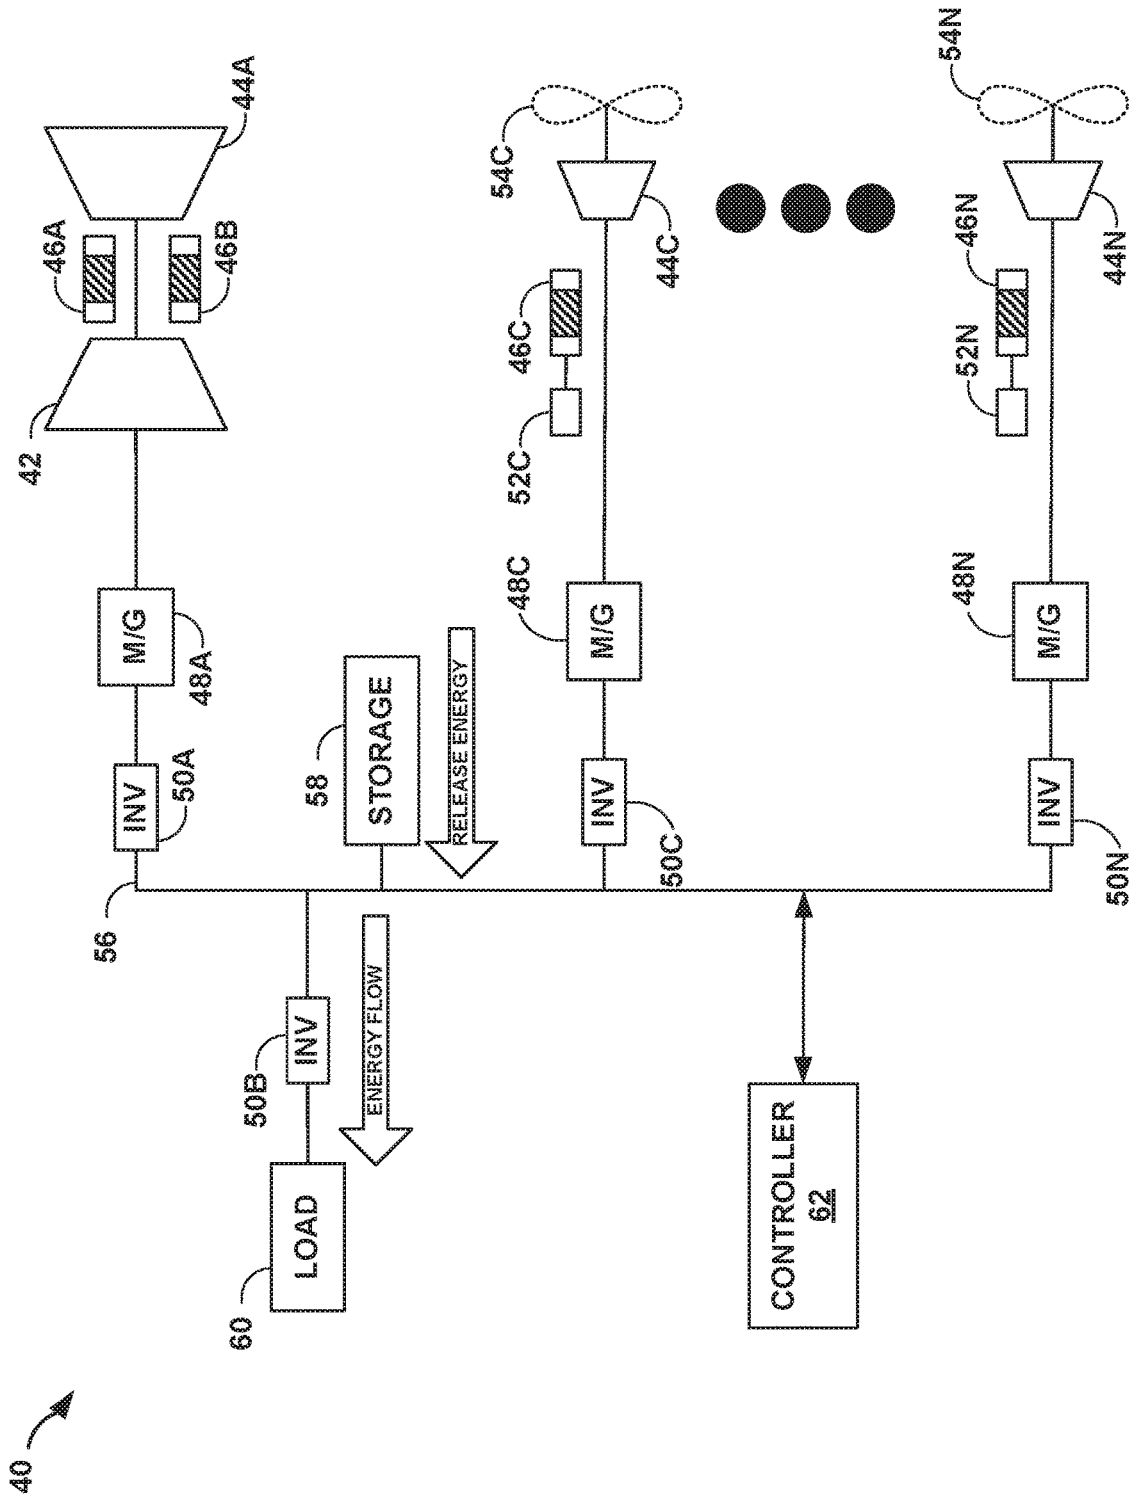 40
60
LOAD
50B
INV
ENERGY FLOW
56
INV
50A
M/G
48A
42
46A
46B
44A
58
STORAGE
RELEASE ENERGY
INV
50C
M/G
48C
52C
46C
44C
54C
CONTROLLER
62
INV
50N
M/G
48N
52N
46N
44N
54N